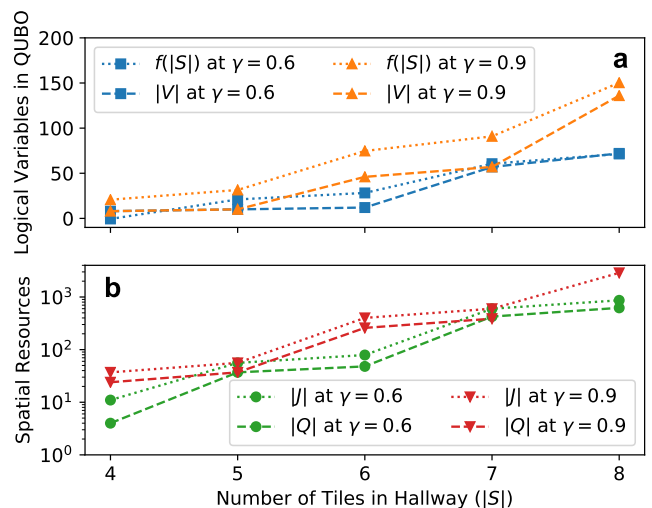 200
150
100
50
0
Logical Variables in QUBO
f(|S|) at γ = 0.6
|V| at γ = 0.6
f(|S|) at γ = 0.9
|V| at γ = 0.9
a
10³
10²
10¹
10⁰
Spatial Resources
b
|J| at γ = 0.6
|Q| at γ = 0.6
|J| at γ = 0.9
|Q| at γ = 0.9
4 5 6 7 8
Number of Tiles in Hallway (|S|)